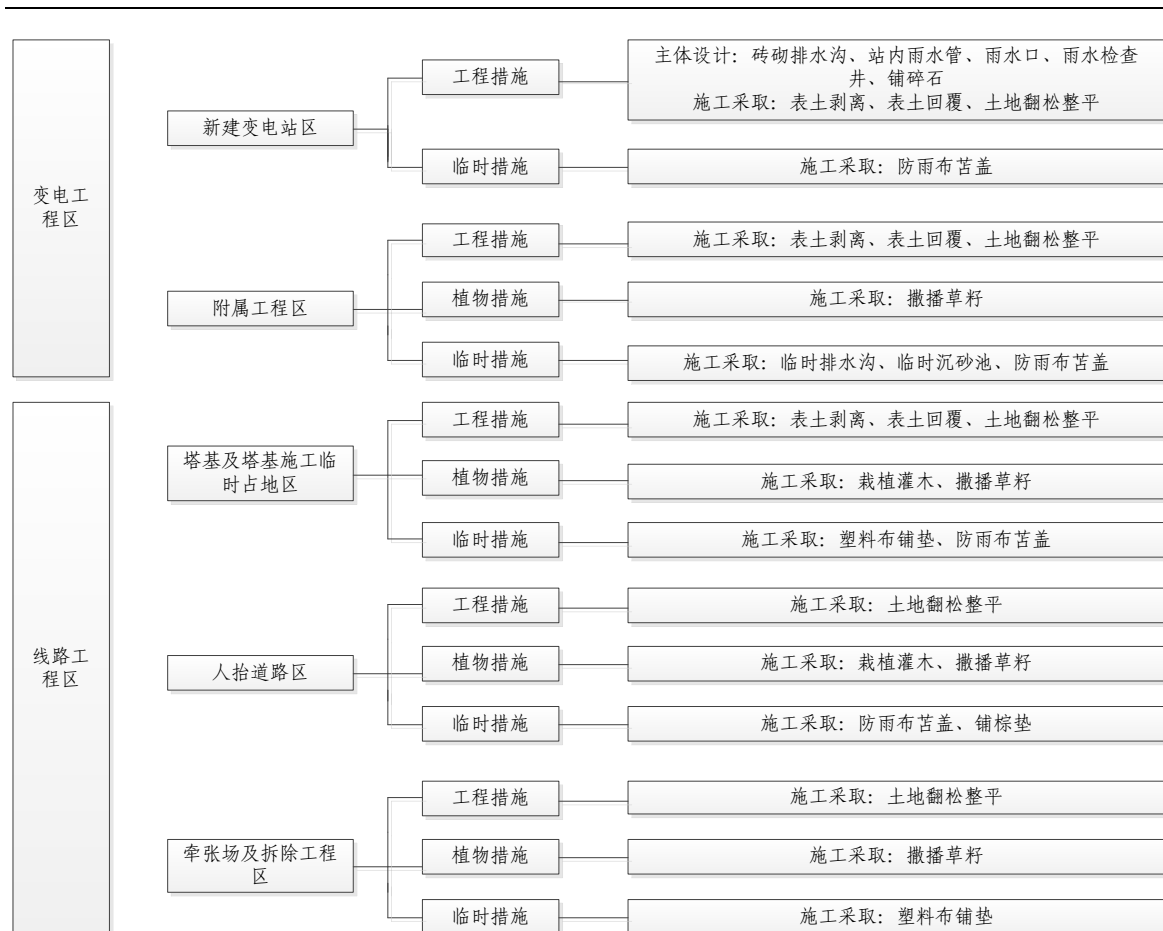 变电工
程区
新建变电站区
工程措施
主体设计：砖砌排水沟、站内雨水管、雨水口、雨水检查
井、铺碎石
施工采取：表土剥离、表土回覆、土地翻松整平
临时措施
施工采取：防雨布苫盖
附属工程区
工程措施
施工采取：表土剥离、表土回覆、土地翻松整平
植物措施
施工采取：撒播草籽
临时措施
施工采取：临时排水沟、临时沉砂池、防雨布苫盖
线路工
程区
塔基及塔基施工临
时占地区
工程措施
施工采取：表土剥离、表土回覆、土地翻松整平
植物措施
施工采取：栽植灌木、撒播草籽
临时措施
施工采取：塑料布铺垫、防雨布苫盖
人抬道路区
工程措施
施工采取：土地翻松整平
植物措施
施工采取：栽植灌木、撒播草籽
临时措施
施工采取：防雨布苫盖、铺棕垫
牵张场及拆除工程
区
工程措施
施工采取：土地翻松整平
植物措施
施工采取：撒播草籽
临时措施
施工采取：塑料布铺垫